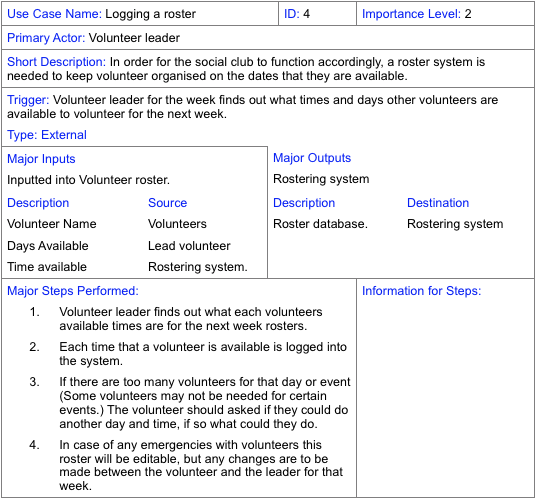 Use Case Name: Logging a roster
ID: 4
Importance Level: 2
Primary Actor: Volunteer leader
Short Description: In order for the social club to function accordingly, a roster system is
needed to keep volunteer organised on the dates that they are available.
Trigger: Volunteer leader for the week finds out what times and days other volunteers are
available to volunteer for the next week.
Type: External
Major Inputs
Inputted into Volunteer roster.
Description Source
Volunteer Name Volunteers
Days Available Lead volunteer
Time available Rostering system.
Major Outputs
Rostering system
Description Destination
Roster database. Rostering system
Major Steps Performed:
1. Volunteer leader finds out what each volunteers
available times are for the next week rosters.
2. Each time that a volunteer is available is logged into
the system.
3. If there are too many volunteers for that day or event
(Some volunteers may not be needed for certain
events.) The volunteer should asked if they could do
another day and time, if so what could they do.
4. In case of any emergencies with volunteers this
roster will be editable, but any changes are to be
made between the volunteer and the leader for that
week.
Information for Steps: